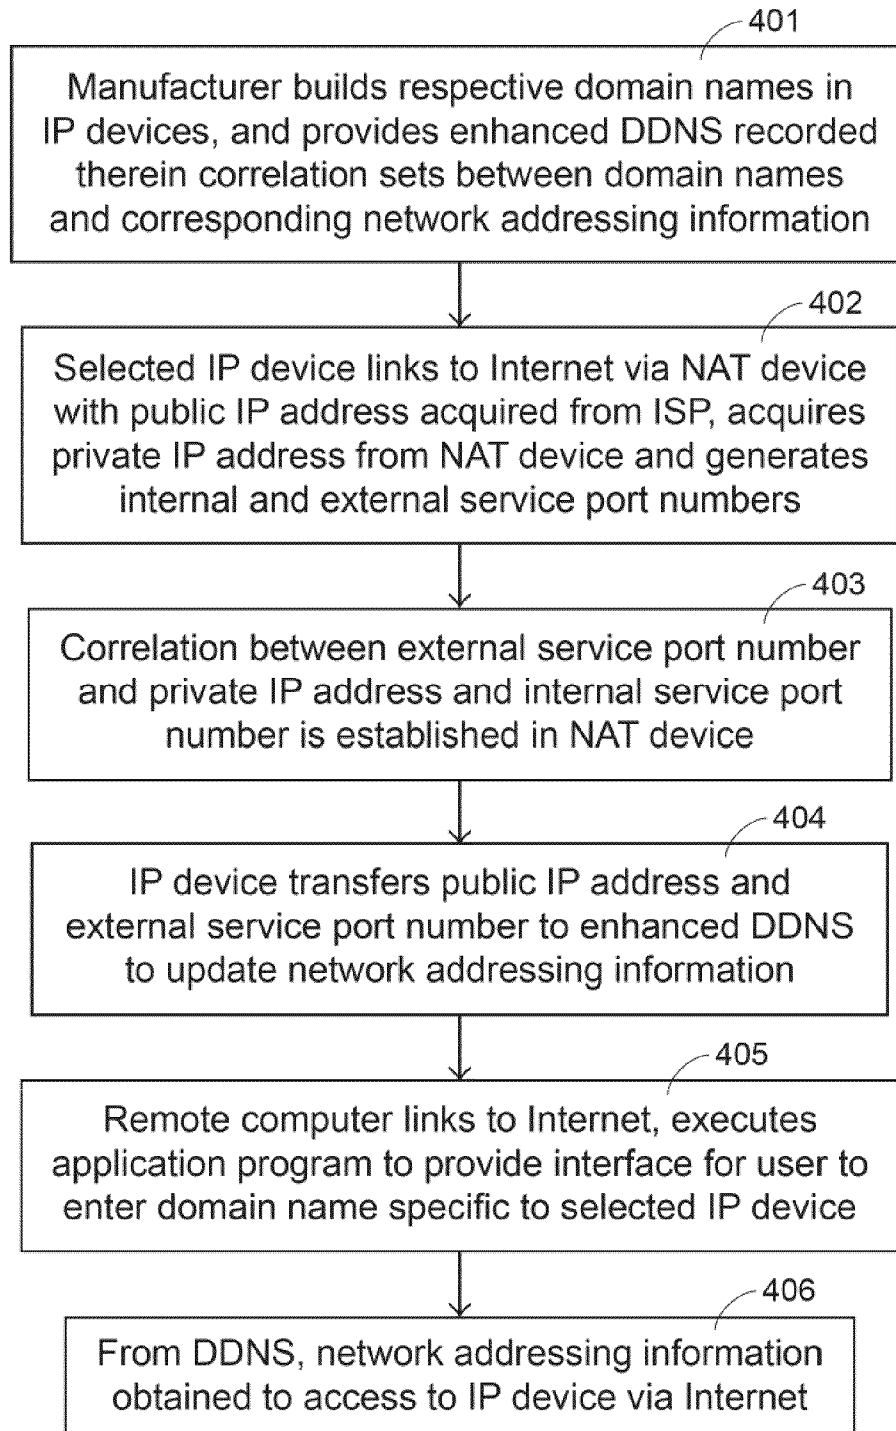 401
Manufacturer builds respective domain names in
IP devices, and provides enhanced DDNS recorded
therein correlation sets between domain names
and corresponding network addressing information
402
Selected IP device links to Internet via NAT device
with public IP address acquired from ISP, acquires
private IP address from NAT device and generates
internal and external service port numbers
403
Correlation between external service port number
and private IP address and internal service port
number is established in NAT device
404
IP device transfers public IP address and
external service port number to enhanced DDNS
to update network addressing information
405
Remote computer links to Internet, executes
application program to provide interface for user to
enter domain name specific to selected IP device
406
From DDNS, network addressing information
obtained to access to IP device via Internet